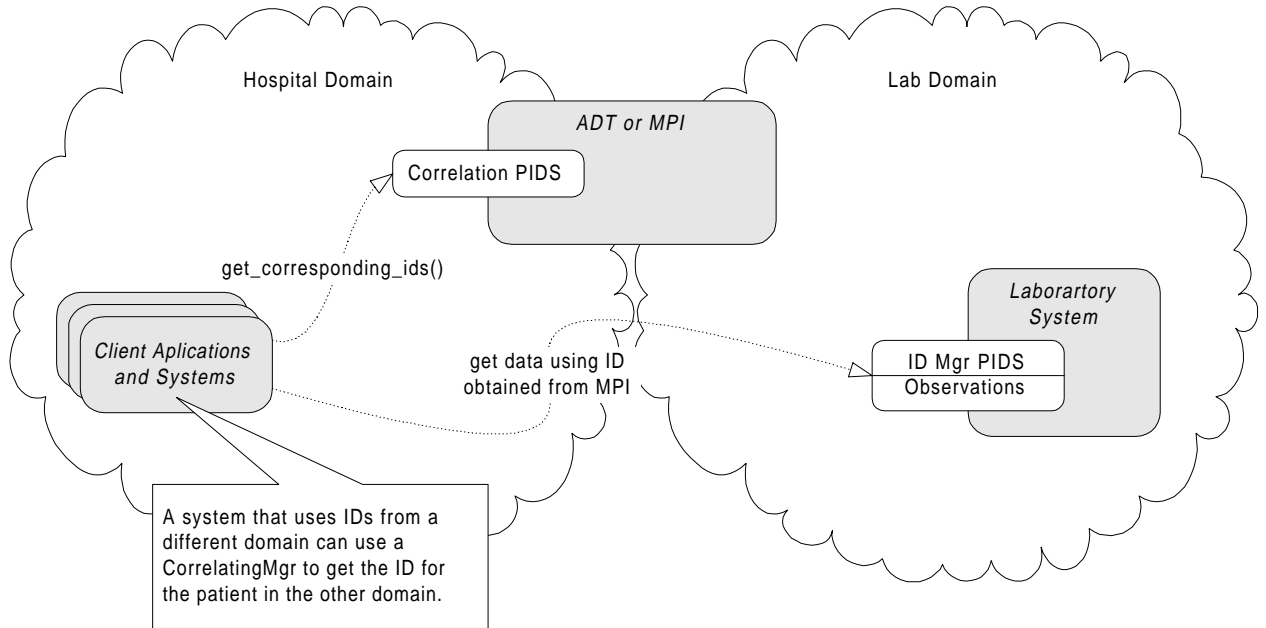 Hospital Domain
Lab Domain
ADT or MPI
Correlation PIDS
get_corresponding_ids()
Laborartory
System
Client Aplications
and Systems
get data using ID
obtained from MPI
ID Mgr PIDS
Observations
A system that uses IDs from a
different domain can use a
CorrelatingMgr to get the ID for
the patient in the other domain.